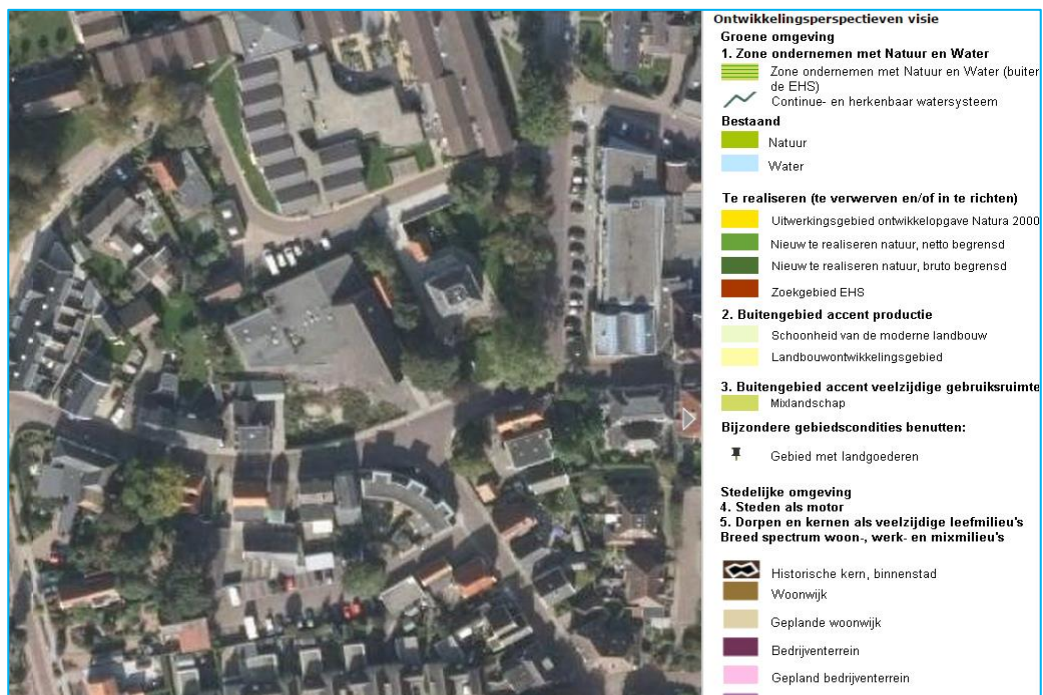 Ontwikkelingsperspectieven visie
Groene omgeving
1. Zone ondernemen met Natuur en Water
Zone ondernemen met Natuur en Water (buiten
de EHS)
Continue- en herkenbaar watersysteem
Bestaand
Natuur
Water
Te realiseren (te verwerven en/of in te richten)
Uitwerkingsgebied ontwikkelopgave Natura 2000
Nieuw te realiseren natuur, netto begrensd
Nieuw te realiseren natuur, bruto begrensd
Zoekgebied EHS
2. Buitengebied accent productie
Schoonheid van de moderne landbouw
Landbouwontwikkelingsgebied
3. Buitengebied accent veelzijdige gebruiksruimte
Mixlandschap
Bijzondere gebiedscondities benutten:
Gebied met landgoederen
Stedelijke omgeving
4. Steden als motor
5. Dorpen en kernen als veelzijdige leefmilieu's
Breed spectrum woon-, werk- en mixmilieu's
Historische kern, binnenstad
Woonwijk
Geplande woonwijk
Bedrijventerrein
Gepland bedrijventerrein